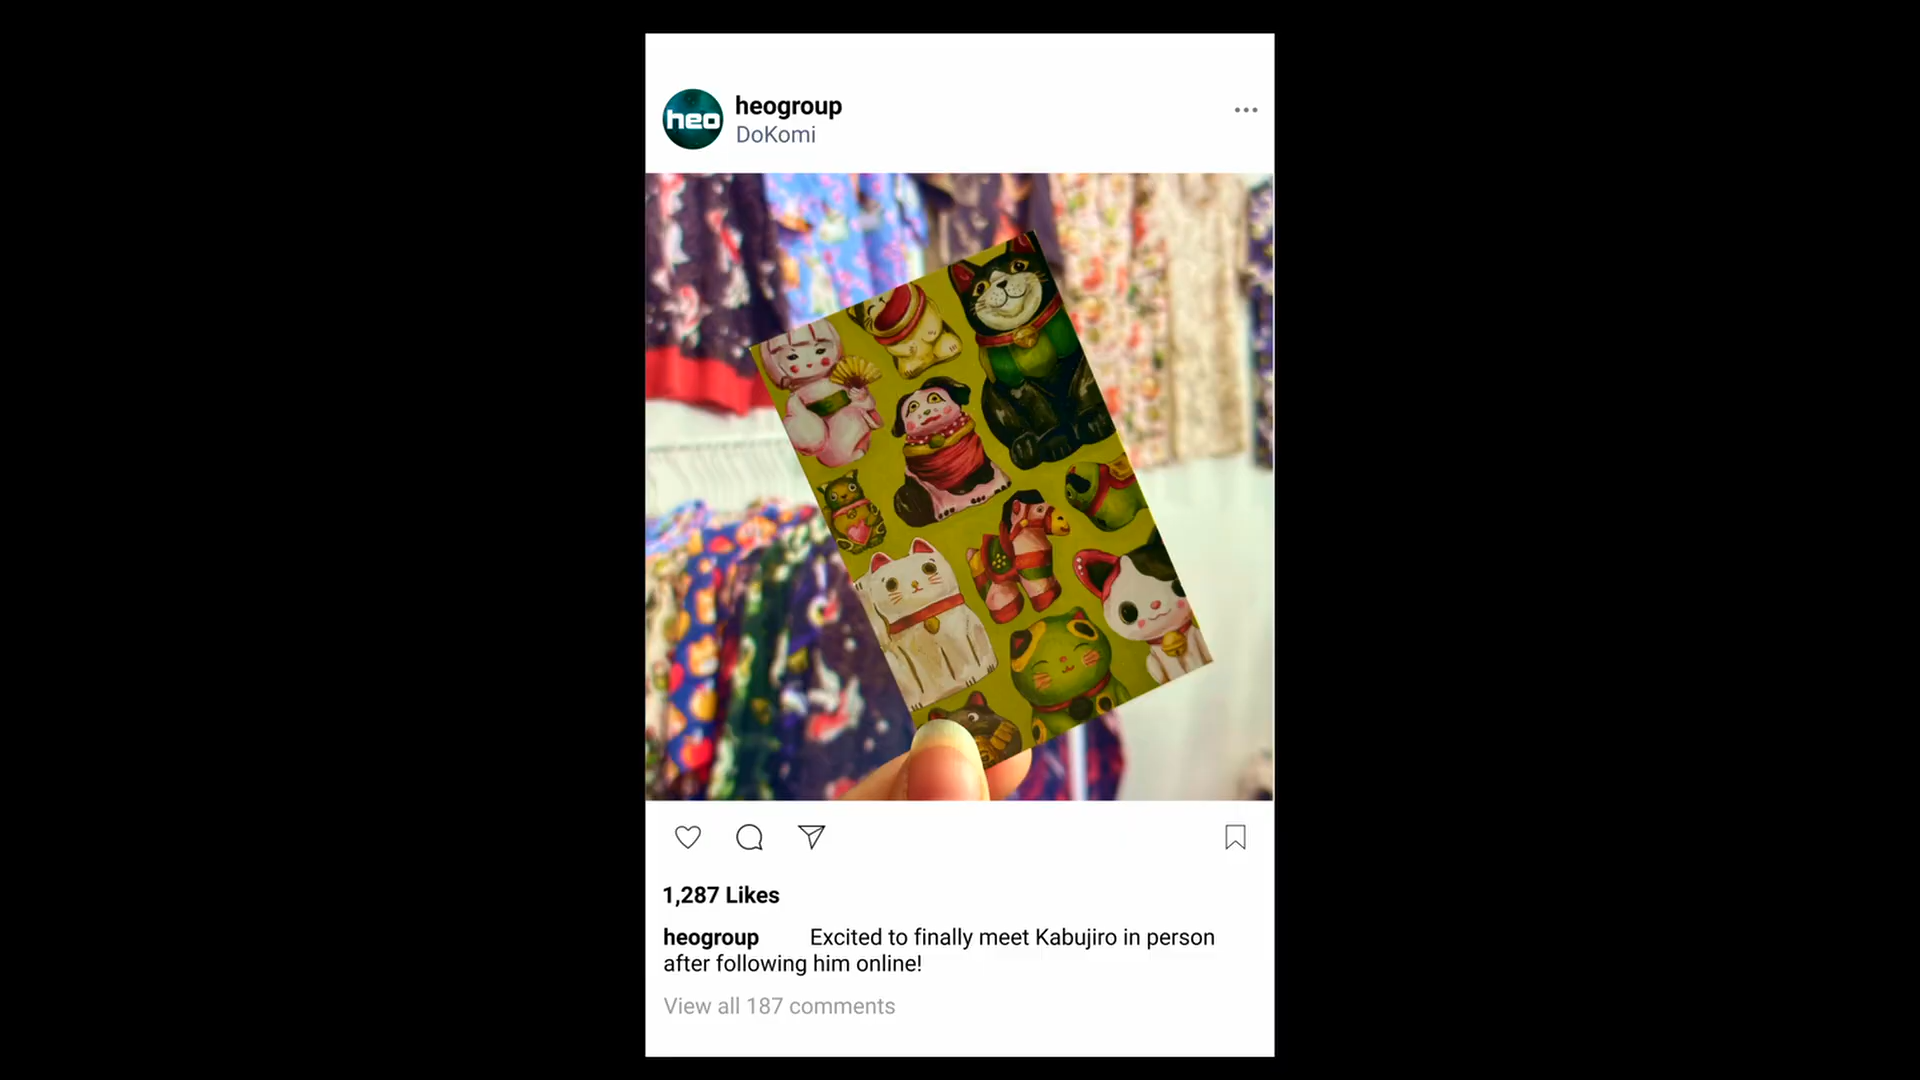 heo
heogroup
DoKomi
1,287 Likes
heogroup Excited to finally meet Kabujiro in person
after following him online!
View all 187 comments